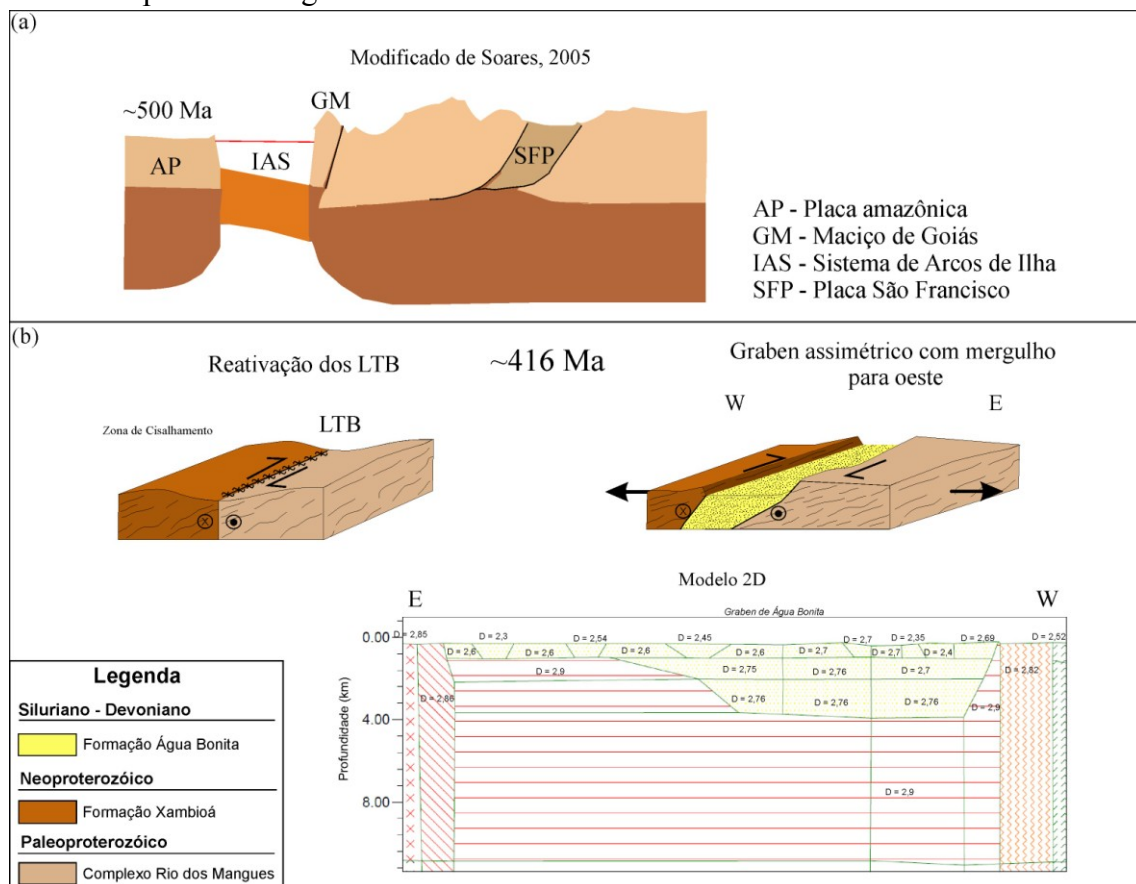 (a)
Modificado de Soares, 2005
~500 Ma
GM
AP
IAS
SFP
AP - Placa amazônica
GM - Maciço de Goiás
IAS - Sistema de Arcos de Ilha
SFP - Placa São Francisco
(b)
Reativação dos LTB
~416 Ma
Graben assimétrico com mergulho
para oeste
W
E
Zona de Cisalhamento
LTB
Modelo 2D
E
W
Graben de Água Bonita
0.00
D = 2,85
D = 2,3
D = 2,54
D = 2,45
D = 2,7
D = 2,35
D = 2,69
D = 2,52
D = 2,6
D = 2,6
D = 2,6
D = 2,6
D = 2,7
D = 2,7
D = 2,4
D = 2,9
D = 2,75
D = 2,76
D = 2,7
D = 2,82
D = 2,76
D = 2,76
D = 2,76
D = 2,9
4.00
D = 2,9
8.00
Profundidade (km)
Legenda
Siluriano - Devoniano
Formação Água Bonita
Neoproterozóico
Formação Xambioá
Paleoproterozóico
Complexo Rio dos Mangues